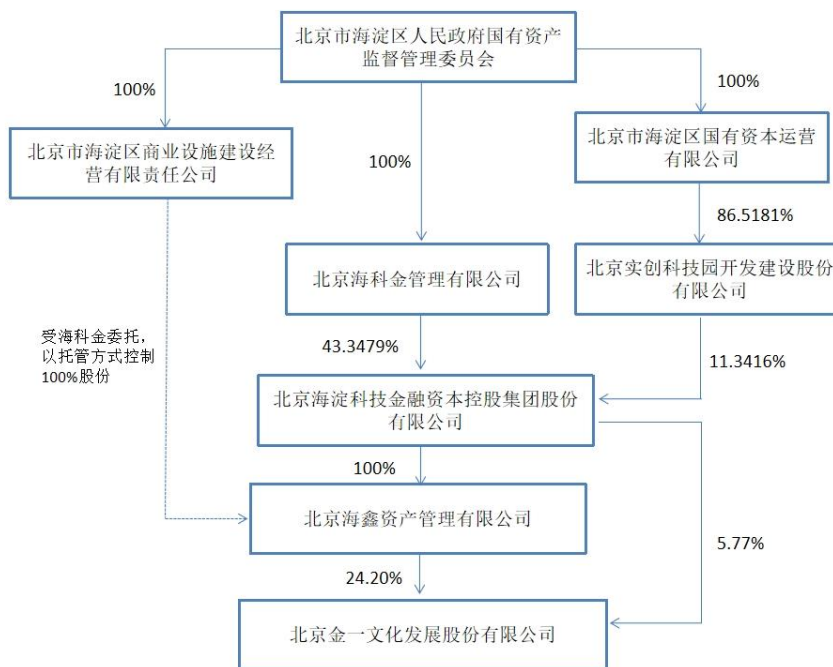 北京市海淀区人民政府国有资产
监督管理委员会
100%
100%
100%
北京市海淀区商业设施建设经
营有限责任公司
北京市海淀区国有资本运营
有限公司
86.5181%
北京海科金管理有限公司
北京实创科技园开发建设股份
有限公司
受海科金委托，
以托管方式控制
100%股份
43.3479%
11.3416%
北京海淀科技金融资本控股集团股份
有限公司
100%
北京海鑫资产管理有限公司
5.77%
24.20%
北京金一文化发展股份有限公司